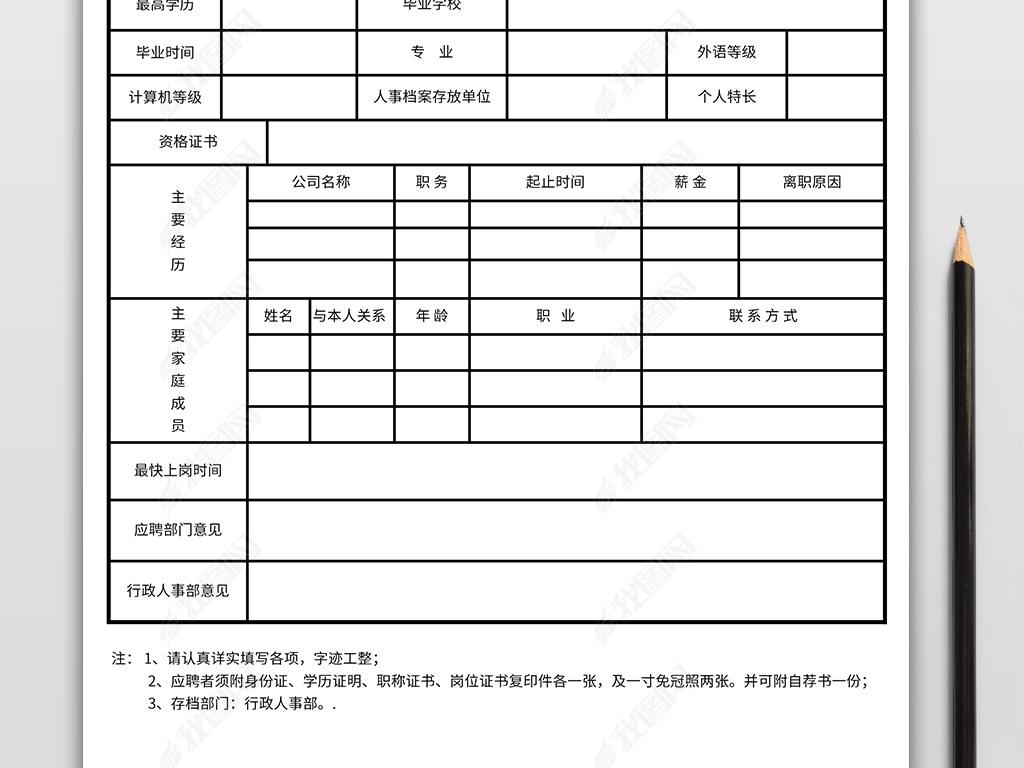 最高学历 毕业学校
毕业时间 专 业 外语等级
计算机等级 人事档案存放单位 个人特长
资格证书
主要经历 公司名称 职 务 起止时间 薪 金 离职原因
主要家庭成员 姓名 与本人关系 年 龄 职 业 联 系 方 式
最快上岗时间
应聘部门意见
行政人事部意见
注： 1、请认真详实填写各项，字迹工整；
2、应聘者须附身份证、学历证明、职称证书、岗位证书复印件各一张，及一寸免冠照两张。并可附自荐书一份；
3、存档部门：行政人事部。.
我图网